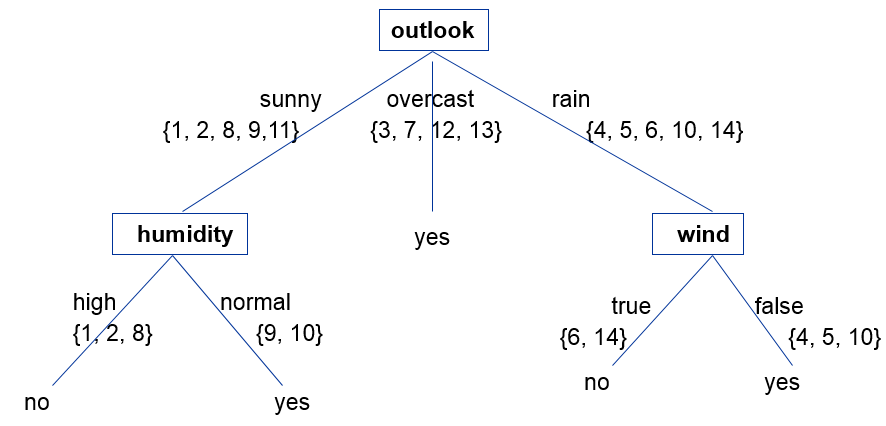 outlook
sunny overcast rain
{1, 2, 8, 9,11} {3, 7, 12, 13} {4, 5, 6, 10, 14}
humidity yes wind
high normal true false
{1, 2, 8} {9, 10} {6, 14} {4, 5, 10}
no yes no yes